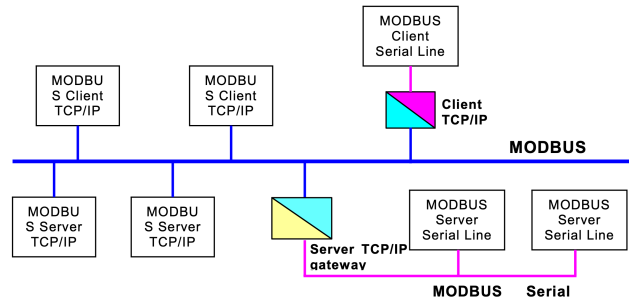 MODBUS
Client
Serial Line
MODBU
S Client
TCP/IP
MODBU
S Client
TCP/IP
Client
TCP/IP
MODBUS
MODBU
S Server
TCP/IP
MODBU
S Server
TCP/IP
Server TCP/IP
gateway
MODBUS
Server
Serial Line
MODBUS
Server
Serial Line
MODBUS Serial